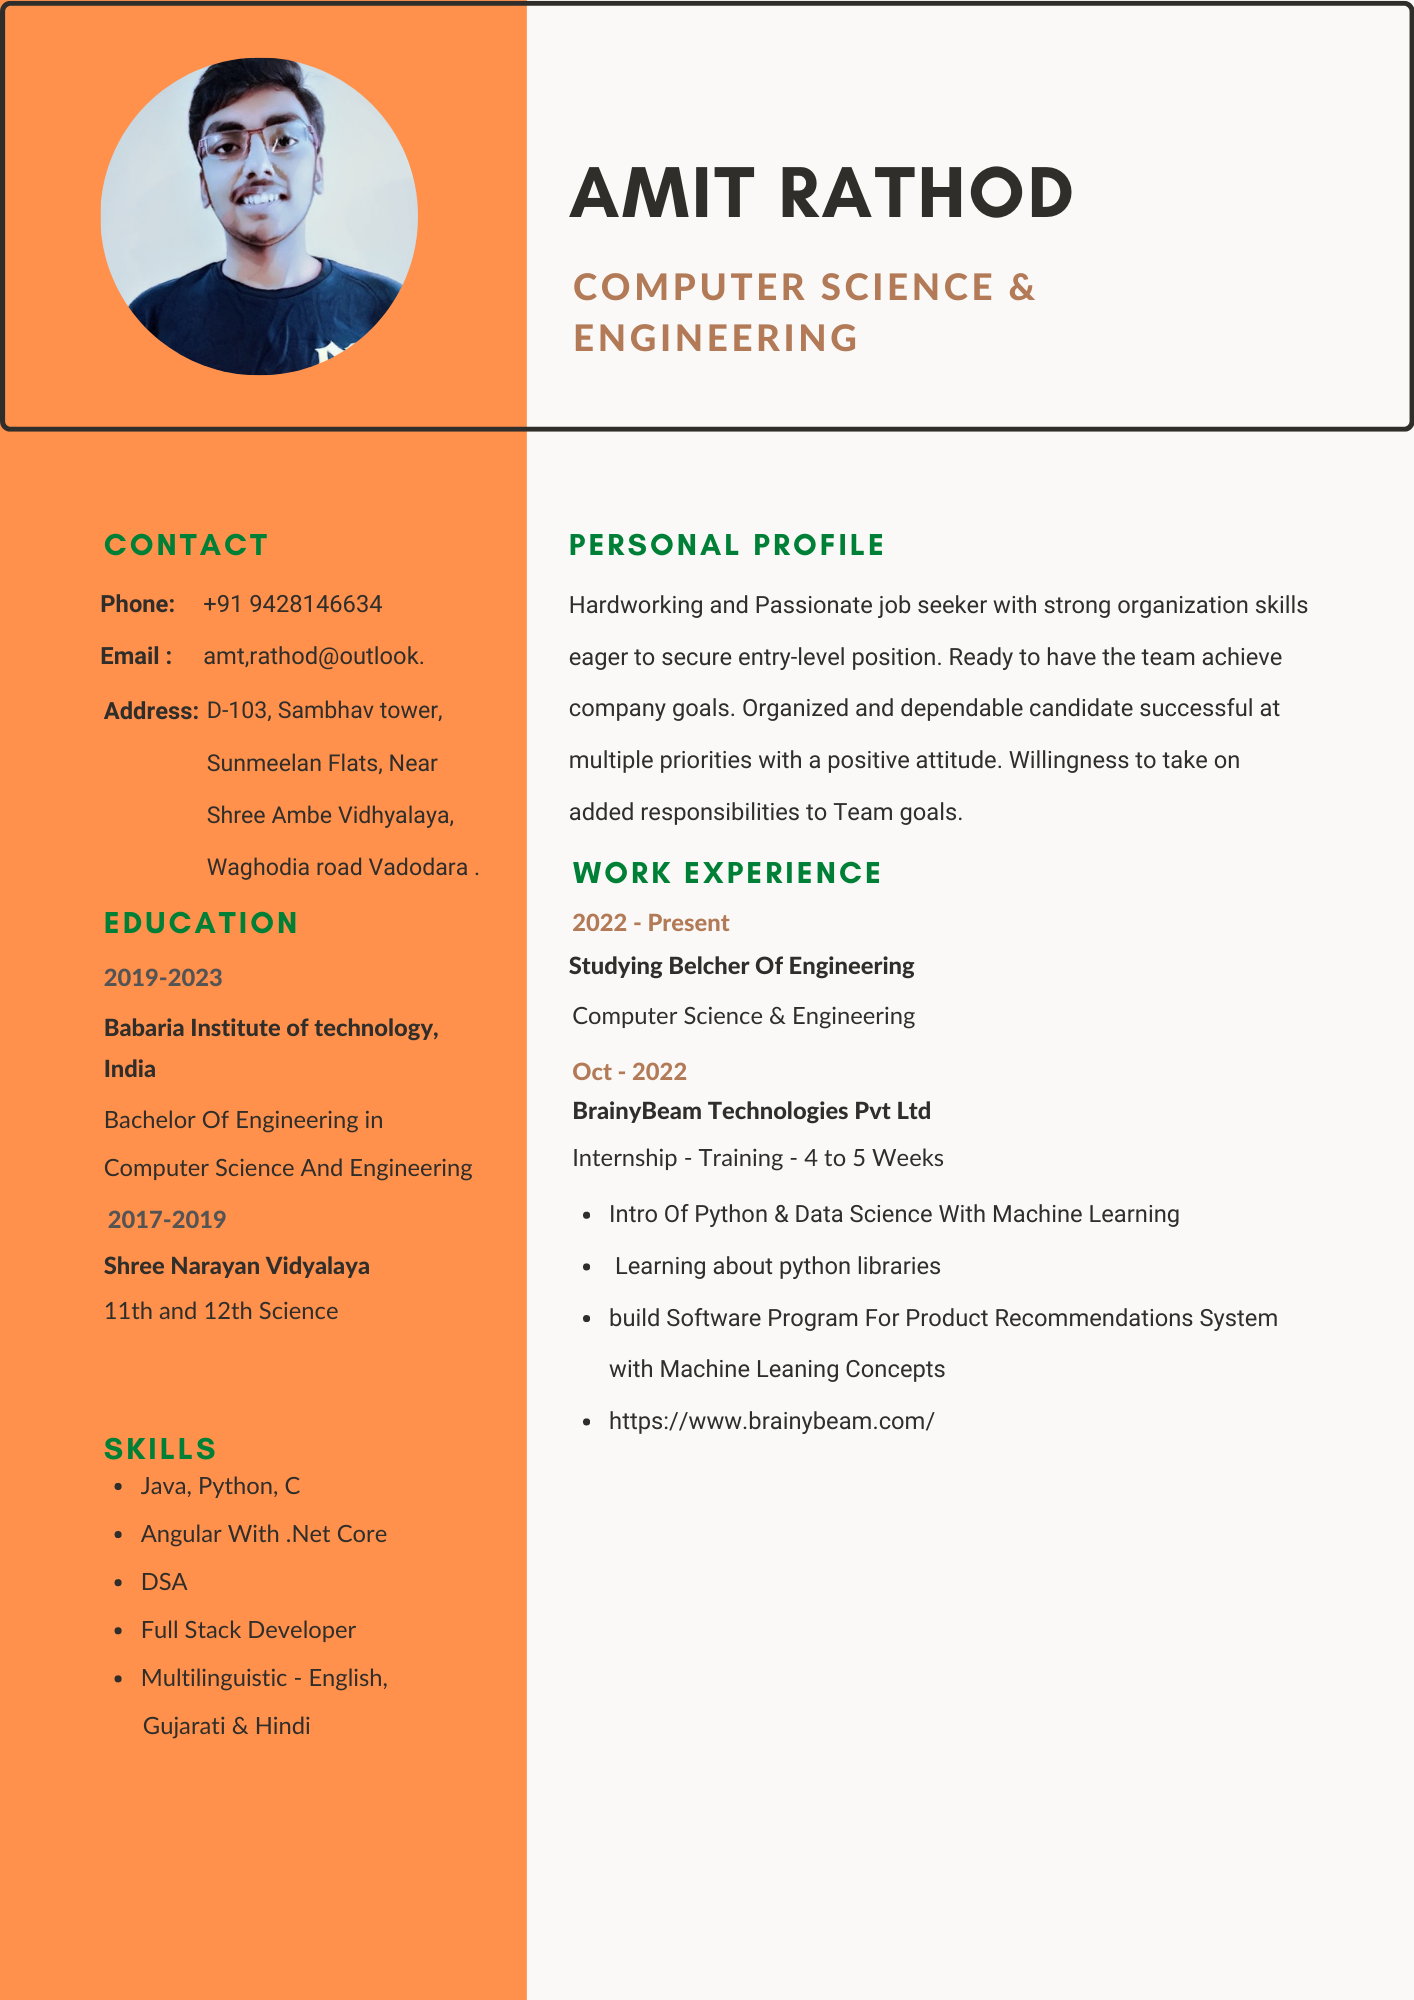 AMIT RATHOD
COMPUTER SCIENCE &
ENGINEERING
CONTACT
Phone: +91 9428146634
Email : amt,rathod@outlook.
Address: D-103, Sambhav tower,
Sunmeelan Flats, Near
Shree Ambe Vidhyalaya,
Waghodia road Vadodara .
EDUCATION
2019-2023
Babaria Institute of technology,
India
Bachelor Of Engineering in
Computer Science And Engineering
2017-2019
Shree Narayan Vidyalaya
11th and 12th Science
SKILLS
• Java, Python, C
• Angular With .Net Core
• DSA
• Full Stack Developer
• Multilinguistic - English,
Gujarati & Hindi
PERSONAL PROFILE
Hardworking and Passionate job seeker with strong organization skills
eager to secure entry-level position. Ready to have the team achieve
company goals. Organized and dependable candidate successful at
multiple priorities with a positive attitude. Willingness to take on
added responsibilities to Team goals.
WORK EXPERIENCE
2022 - Present
Studying Belcher Of Engineering
Computer Science & Engineering
Oct - 2022
BrainyBeam Technologies Pvt Ltd
Internship - Training - 4 to 5 Weeks
• Intro Of Python & Data Science With Machine Learning
• Learning about python libraries
• build Software Program For Product Recommendations System
with Machine Leaning Concepts
• https://www.brainybeam.com/